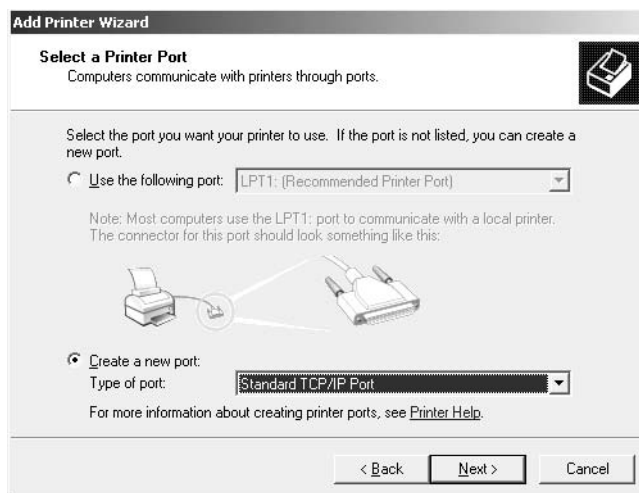 Add Printer Wizard
Select a Printer Port
Computers communicate with printers through ports.
Select the port you want your printer to use. If the port is not listed, you can create a
new port.
Use the following port: LPT1: (Recommended Printer Port)
Note: Most computers use the LPT1: port to communicate with a local printer.
The connector for this port should look something like this:
Create a new port:
Type of port: Standard TCP/IP Port
For more information about creating printer ports, see Printer Help.
< Back Next > Cancel